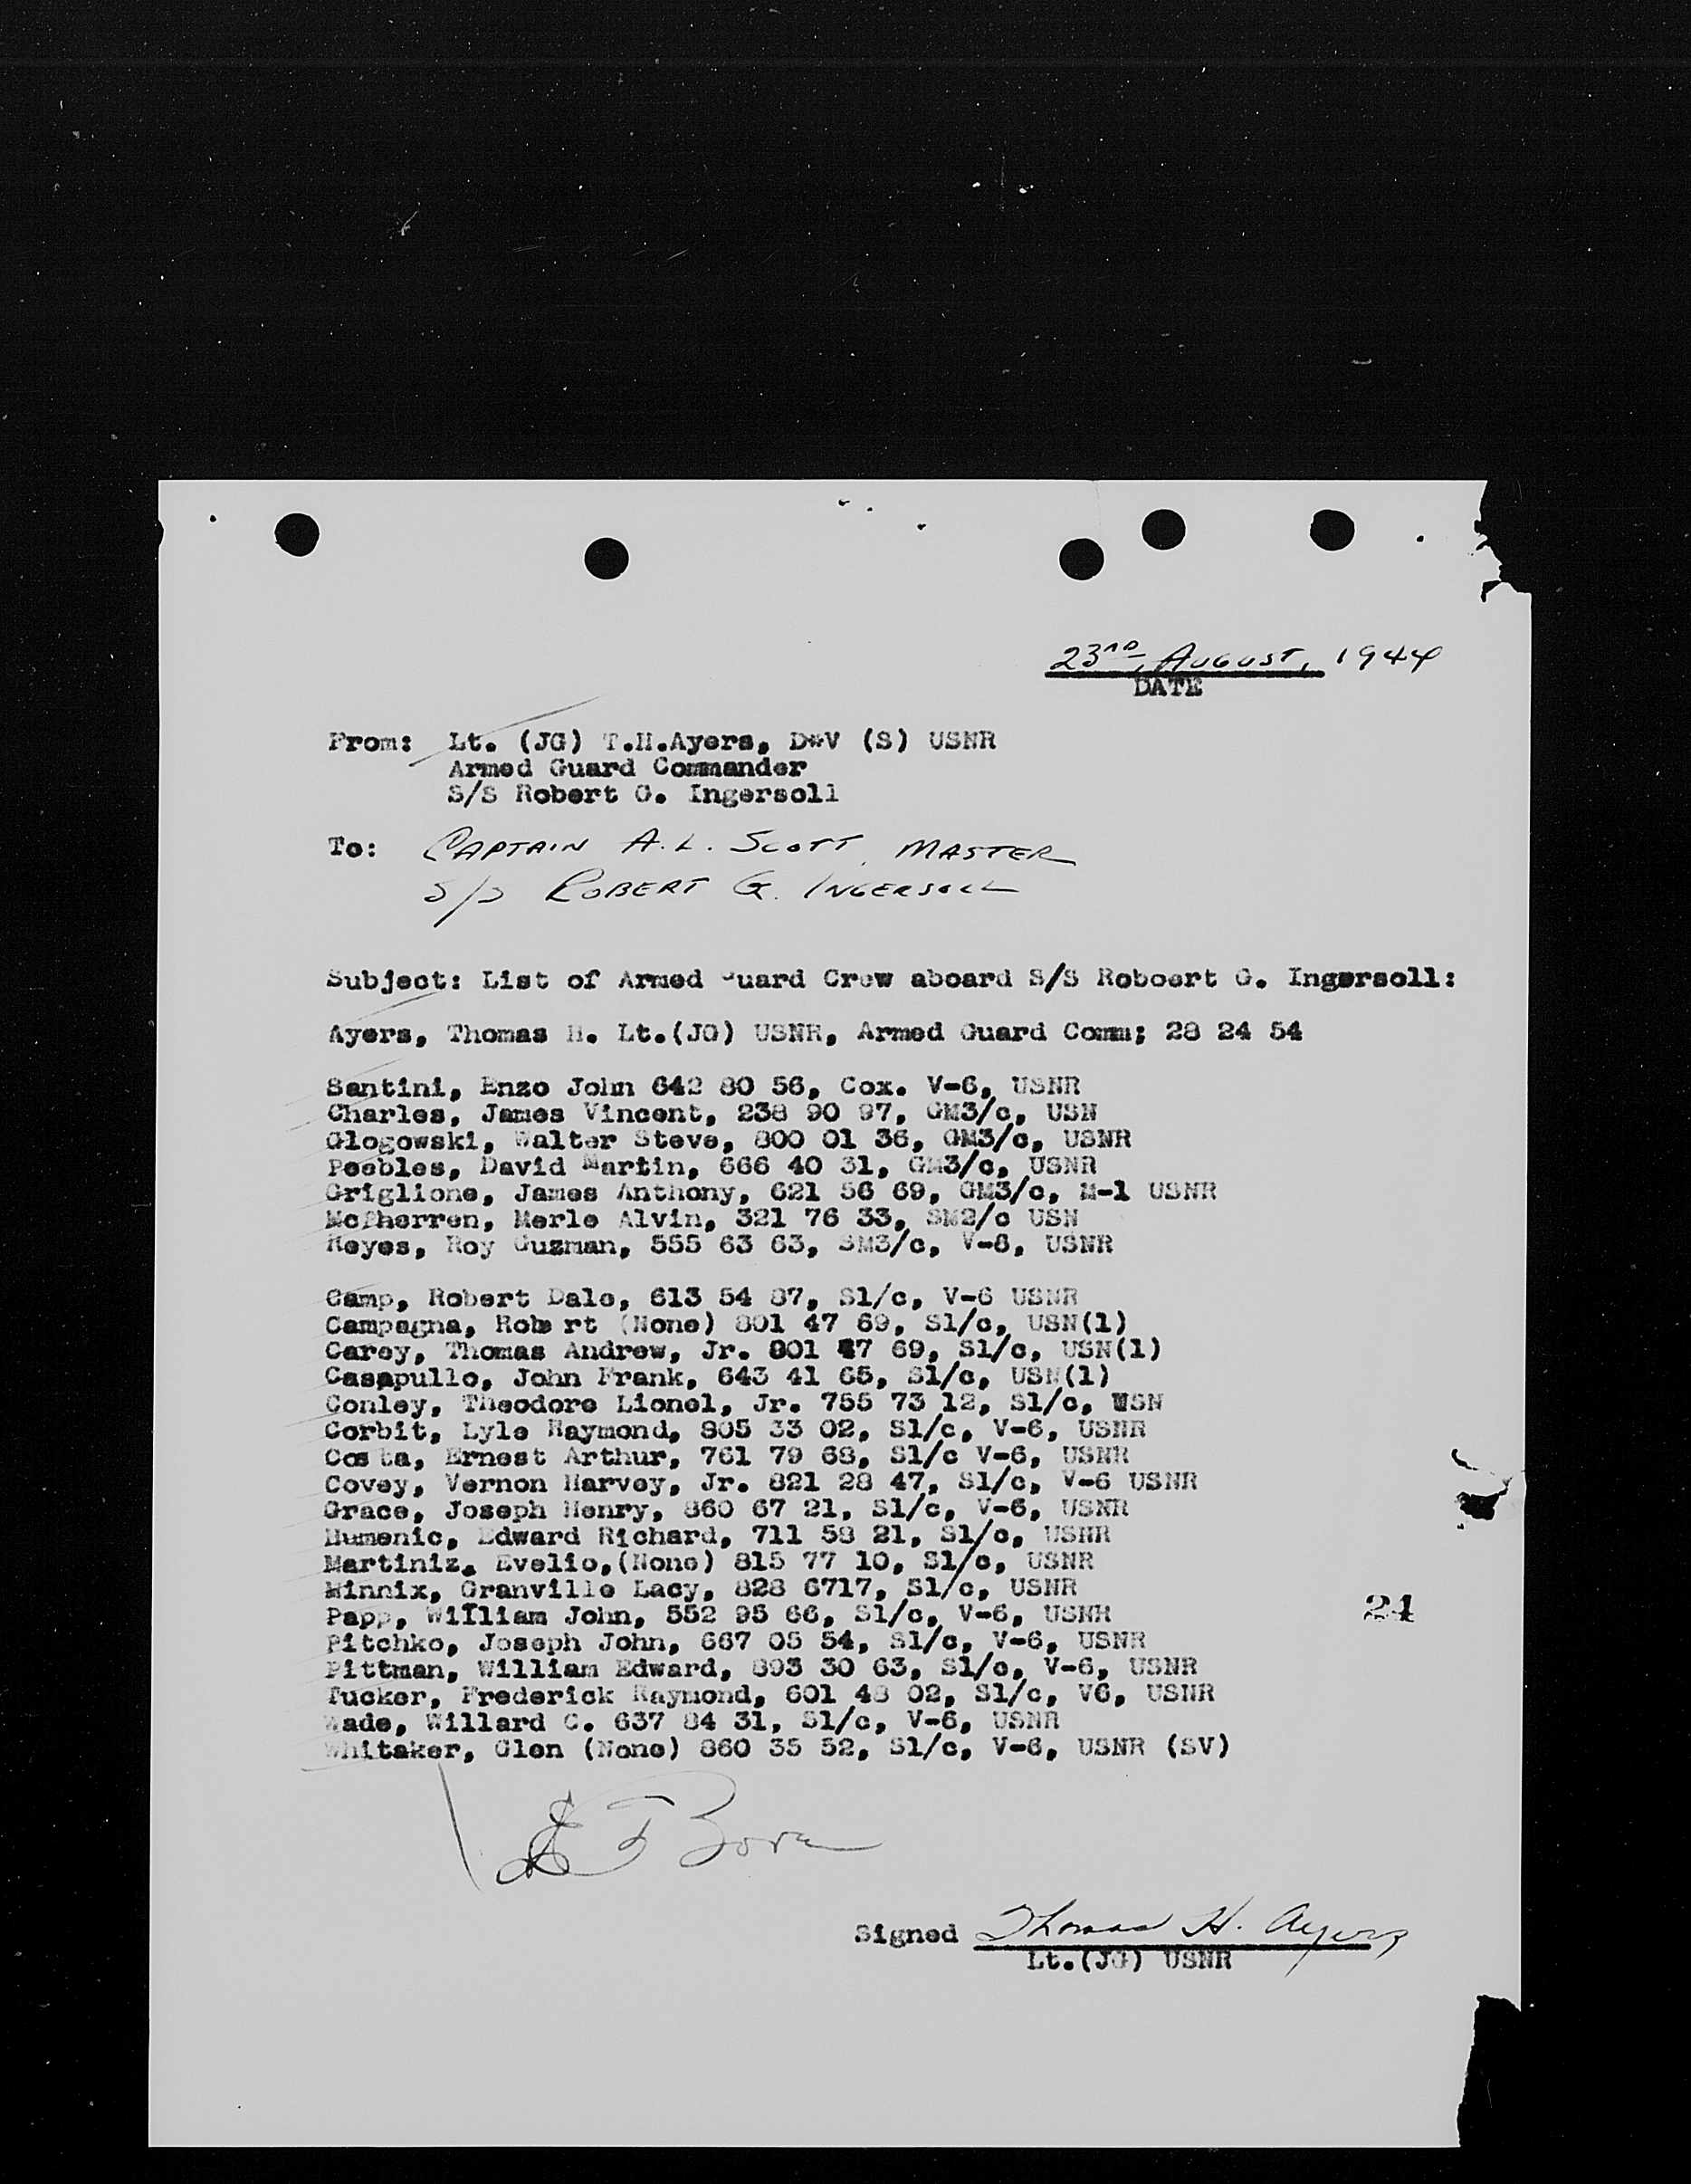 23RD, AUGUST, 1944
DATE
From: Lt. (JG) T.H.Ayers, D-V (S) USNR
Armed Guard Commander
S/S Robert G. Ingersoll
To: CAPTAIN A.L. SCOTT, MASTER
S/S ROBERT G. INGERSOLL
Subject: List of Armed Guard Crew aboard S/S Roboert G. Ingersoll:
Ayers, Thomas H. Lt.(JG) USNR, Armed Guard Comm; 28 24 54
Santini, Enzo John 642 80 56, Cox. V-6, USNR
Charles, James Vincent, 238 90 97, GM3/c, USN
Glogowski, Walter Steve, 800 01 36, GM3/c, USNR
Peebles, David Martin, 666 40 31, GM3/c, USNR
Griglione, James Anthony, 621 56 69, GM3/c, M-1 USNR
McPherren, Merle Alvin, 321 76 33, SM2/c USN
Reyes, Roy Guzman, 555 63 63, SM3/c, V-6, USNR
Camp, Robert Dale, 613 54 87, S1/c, V-6 USNR
Campagna, Robert (None) 801 47 69, S1/c, USN(1)
Carey, Thomas Andrew, Jr. 801 47 69, S1/c, USN(1)
Casapullo, John Frank, 643 41 65, S1/c, USN(1)
Conley, Theodore Lionel, Jr. 755 73 12, S1/c, USN
Corbit, Lyle Raymond, 805 33 02, S1/c, V-6, USNR
Costa, Ernest Arthur, 761 79 68, S1/c V-6, USNR
Covey, Vernon Harvey, Jr. 821 28 47, S1/c, V-6 USNR
Grace, Joseph Henry, 860 67 21, S1/c, V-6, USNR
Humenic, Edward Richard, 711 58 21, S1/c, USNR
Martiniz, Evelio,(None) 815 77 10, S1/c, USNR
Minnix, Granville Lacy, 828 6717, S1/c, USNR
Papp, William John, 552 95 66, S1/c, V-6, USNR
Pitchko, Joseph John, 667 05 54, S1/c, V-6, USNR
Pittman, William Edward, 893 30 63, S1/c, V-6, USNR
Tucker, Frederick Raymond, 601 48 02, S1/c, V6, USNR
Wade, Willard C. 637 84 31, S1/c, V-6, USNR
Whitaker, Glen (None) 860 35 52, S1/c, V-6, USNR (SV)
24
Signed Thomas H. Ayers
Lt.(JG) USNR